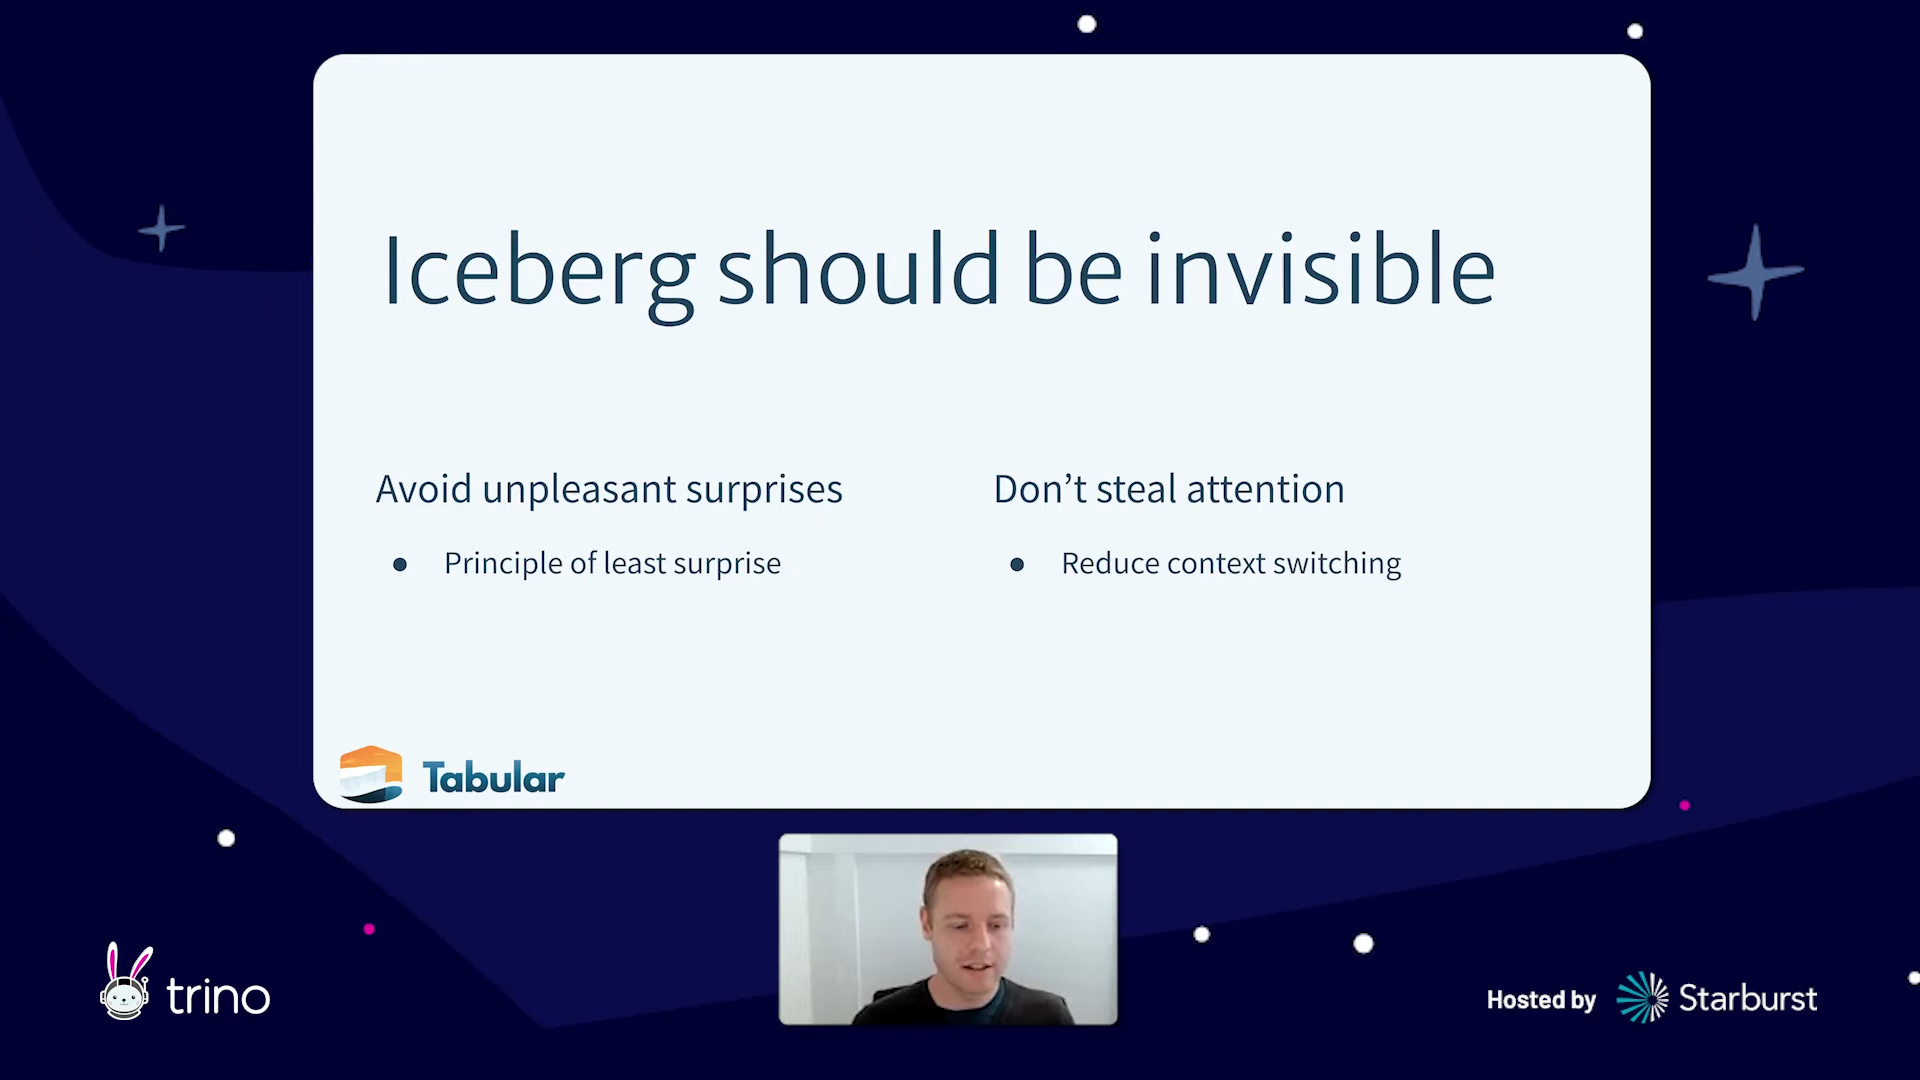 Iceberg should be invisible
Avoid unpleasant surprises
● Principle of least surprise
Don’t steal attention
● Reduce context switching
Tabular
trino
Hosted by Starburst